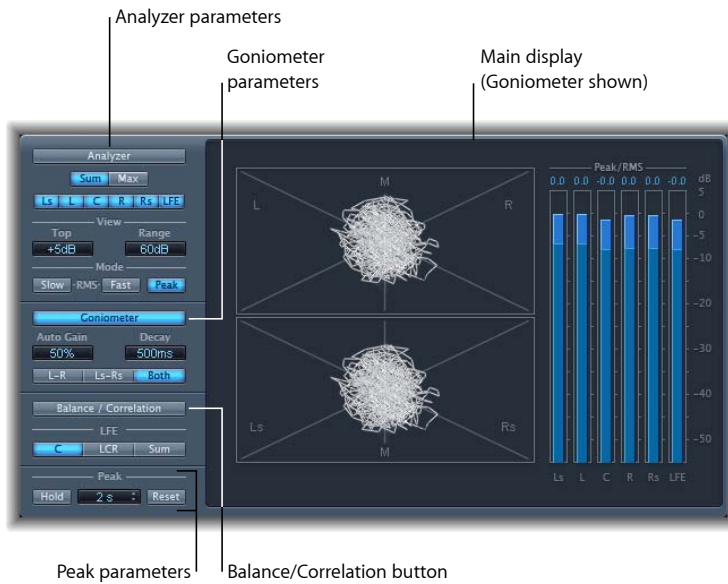 Analyzer parameters
Goniometer
parameters
Main display
(Goniometer shown)
Analyzer
Sum Max
Ls L C R Rs LFE
View
Top Range
+5dB 60dB
Mode
Slow RMS Fast Peak
Goniometer
Auto Gain Decay
50% 500ms
L-R Ls-Rs Both
Balance / Correlation
LFE
C LCR Sum
Peak
Hold 2 s Reset
M
L R
Ls Rs
M
Peak/RMS
0.0 0.0 -0.0 0.0 0.0 -0.0 dB
5
0
-5
-10
-20
-30
-40
-50
Ls L C R Rs LFE
Peak parameters
Balance/Correlation button